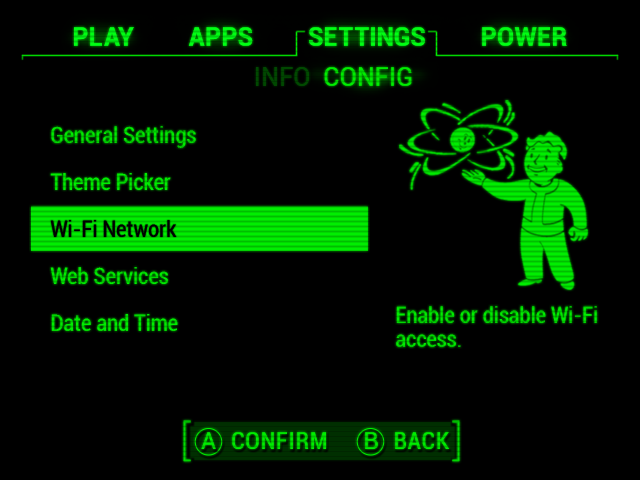 PLAY APPS SETTINGS POWER
INFO CONFIG
General Settings
Theme Picker
Wi-Fi Network
Web Services
Date and Time
Enable or disable Wi-Fi
access.
A CONFIRM B BACK